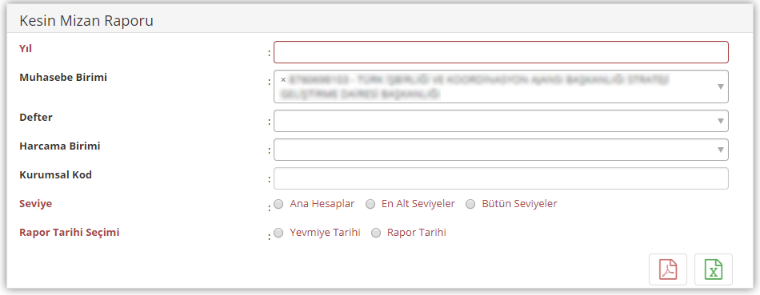 Kesin Mizan Raporu
Yıl :
Muhasebe Birimi : ×
Defter :
Harcama Birimi :
Kurumsal Kod :
Seviye : Ana Hesaplar En Alt Seviyeler Bütün Seviyeler
Rapor Tarihi Seçimi : Yevmiye Tarihi Rapor Tarihi